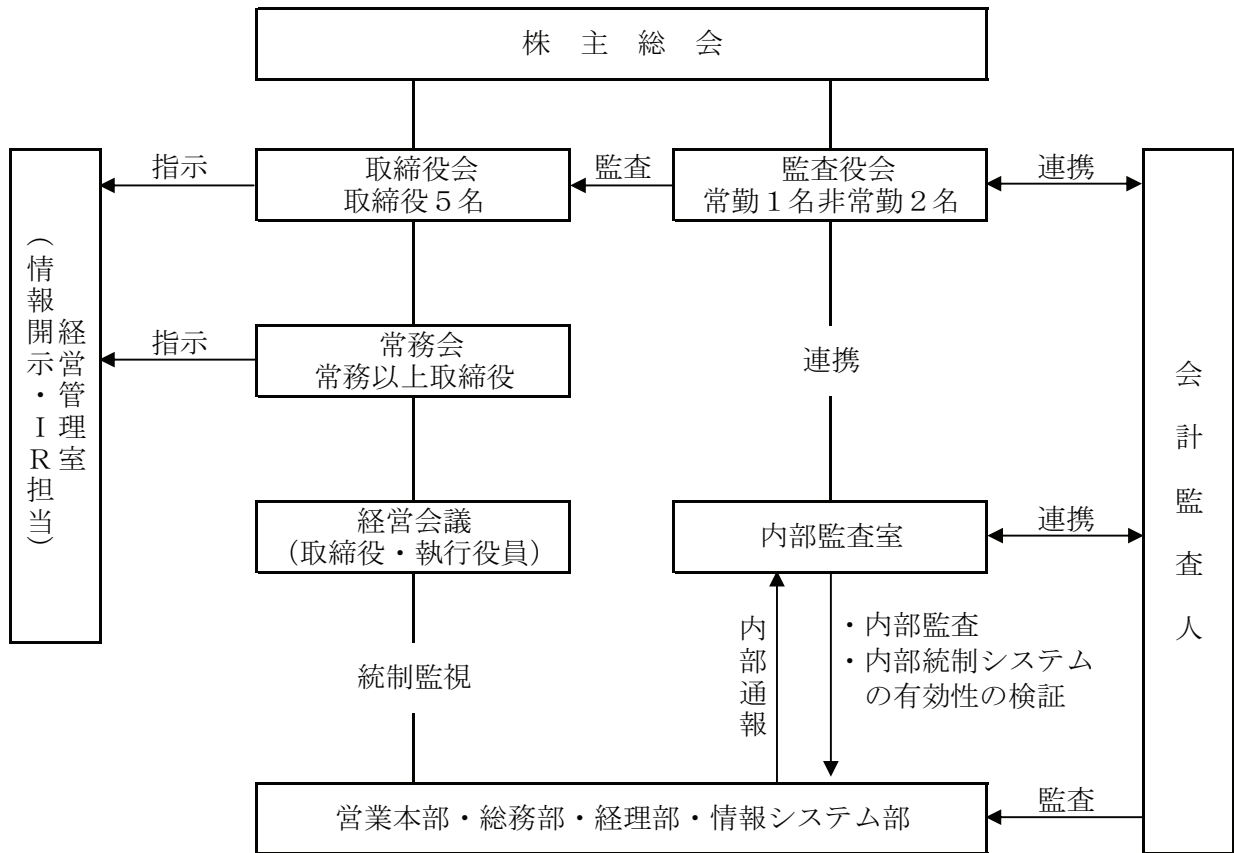 株主総会
指示
取締役会
取締役５名
監査
監査役会
常勤１名非常勤２名
連携
経営管理室
（情報開示・ＩＲ担当）
指示
常務会
常務以上取締役
連携
会計監査人
経営会議
（取締役・執行役員）
内部監査室
連携
統制監視
内部通報
・内部監査
・内部統制システム
の有効性の検証
営業本部・総務部・経理部・情報システム部
監査